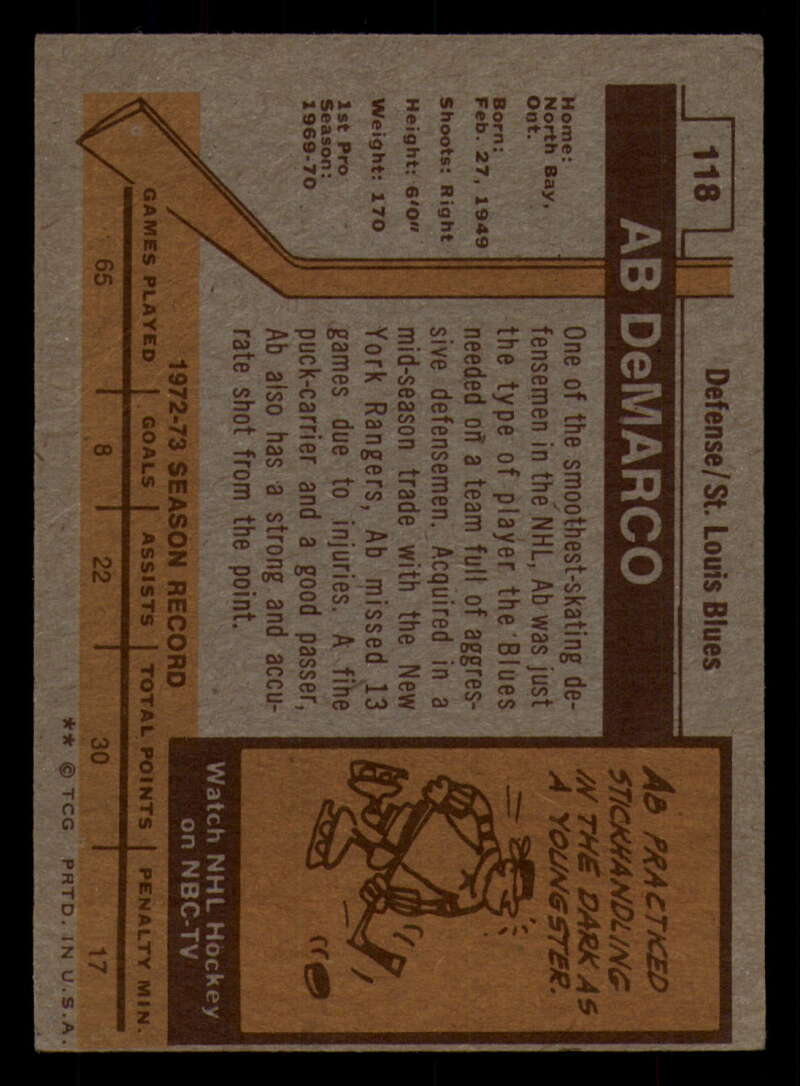 118
Defense/St. Louis Blues
AB DeMARCO
Home:
North Bay,
Ont.
Born:
Feb. 27, 1949
Shoots: Right
Height: 6'0"
Weight: 170
1st Pro
Season:
1969-70
One of the smoothest-skating de-
fensemen in the NHL, Ab was just
the type of player the Blues
needed on a team full of aggres-
sive defensemen. Acquired in a
mid-season trade with the New
York Rangers, Ab missed 13
games due to injuries. A fine
puck-carrier and a good passer,
Ab also has a strong and accu-
rate shot from the point.
AB PRACTICED
STICKHANDLING
IN THE DARK AS
A YOUNGSTER.
Watch NHL Hockey
on NBC-TV
1972-73 SEASON RECORD
GAMES PLAYED GOALS ASSISTS TOTAL POINTS PENALTY MIN.
65 8 22 30 17
** © TCG PRTD. IN U.S.A.